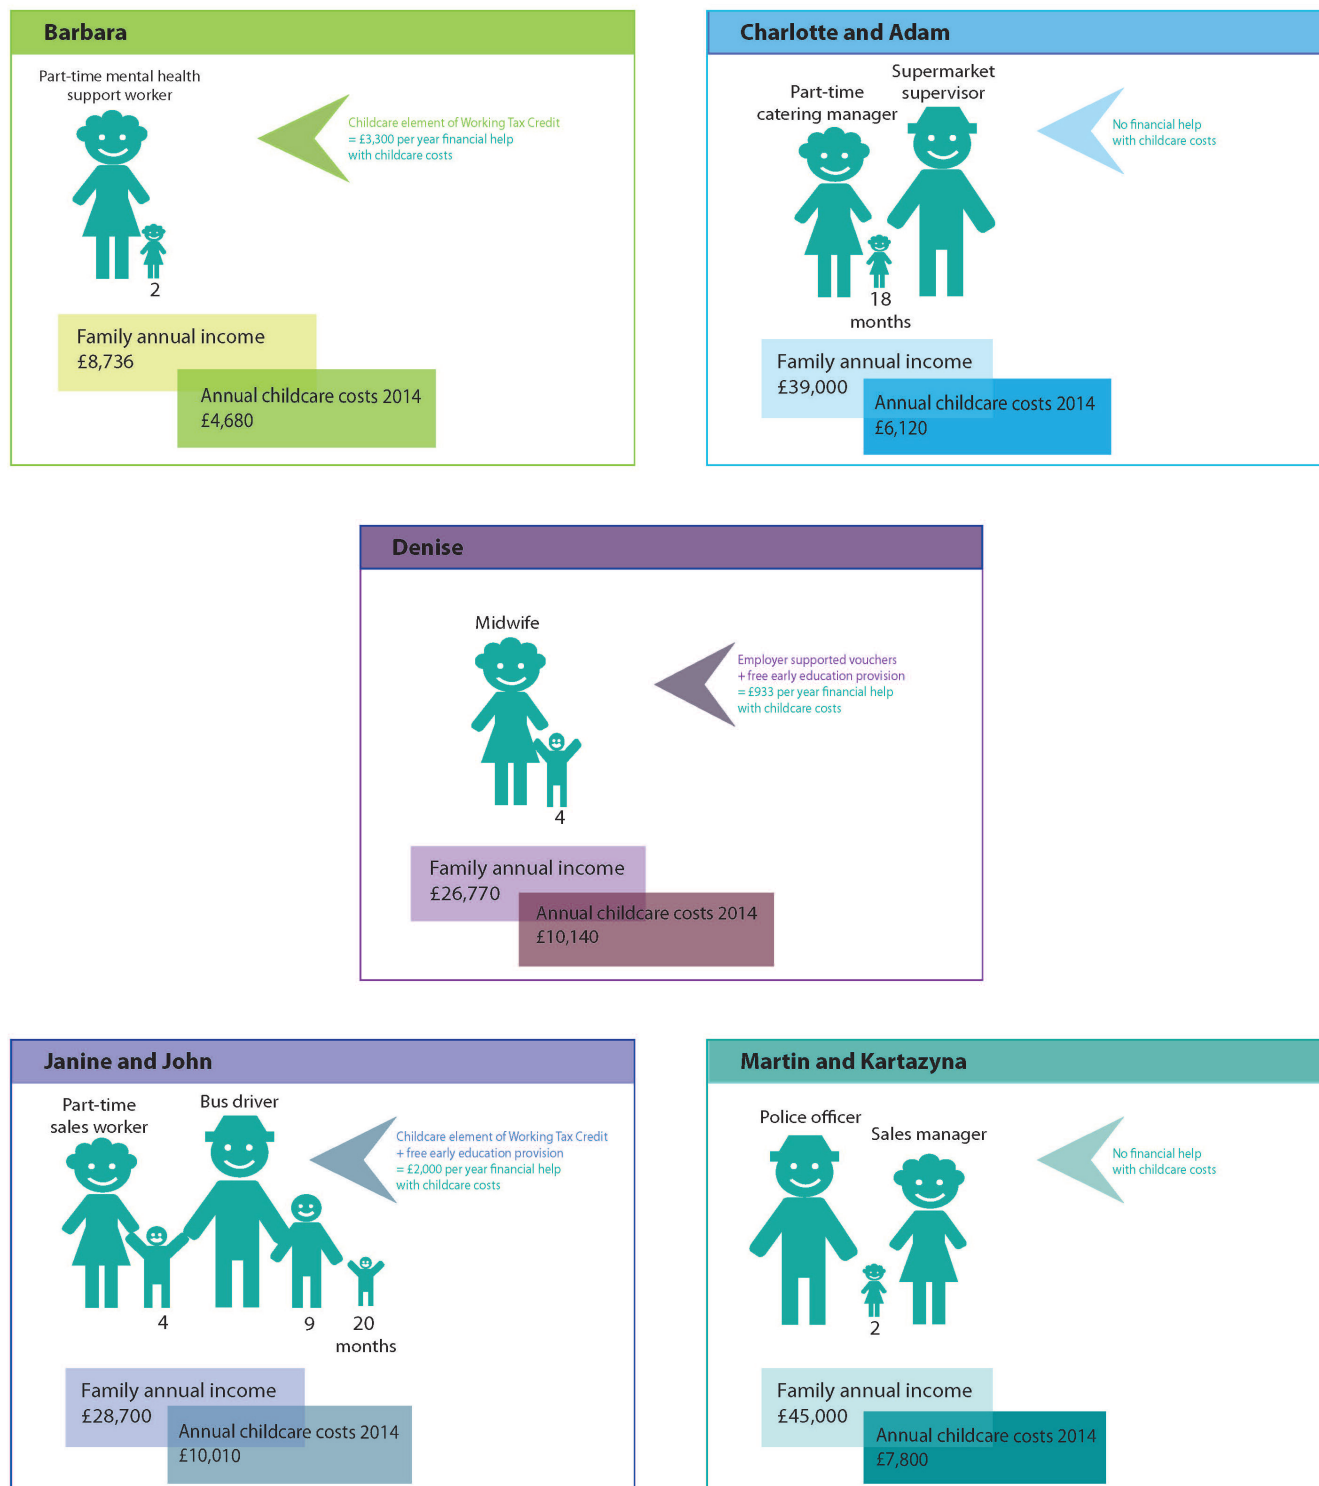 Barbara
Part-time mental health
support worker
Childcare element of Working Tax Credit
= £3,300 per year financial help
with childcare costs
2
Family annual income
£8,736
Annual childcare costs 2014
£4,680
Charlotte and Adam
Part-time
catering manager
Supermarket
supervisor
No financial help
with childcare costs
18
months
Family annual income
£39,000
Annual childcare costs 2014
£6,120
Denise
Midwife
Employer supported vouchers
+ free early education provision
= £933 per year financial help
with childcare costs
4
Family annual income
£26,770
Annual childcare costs 2014
£10,140
Janine and John
Part-time
sales worker
Bus driver
Childcare element of Working Tax Credit
+ free early education provision
= £2,000 per year financial help
with childcare costs
4
9
20
months
Family annual income
£28,700
Annual childcare costs 2014
£10,010
Martin and Kartazyna
Police officer
Sales manager
No financial help
with childcare costs
2
Family annual income
£45,000
Annual childcare costs 2014
£7,800